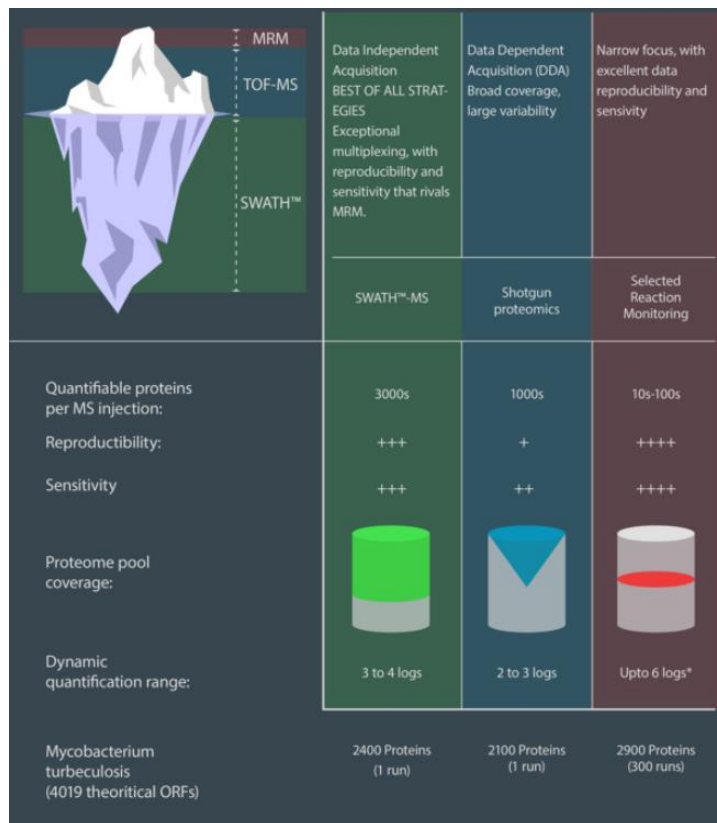 MRM
TOF-MS
SWATH™
Data Independent
Acquisition
BEST OF ALL STRAT-
EGIES
Exceptional
multiplexing, with
reproducibility and
sensitivity that rivals
MRM.
Data Dependent
Acquisition (DDA)
Broad coverage,
large variability
Narrow focus, with
excellent data
reproducibility and
sensivity
SWATH™-MS
Shotgun
proteomics
Selected
Reaction
Monitoring
Quantifiable proteins
per MS injection:
3000s
1000s
10s-100s
Reproductibility:
+++
+
++++
Sensitivity
+++
++
++++
Proteome pool
coverage:
Dynamic
quantification range:
3 to 4 logs
2 to 3 logs
Upto 6 logs*
Mycobacterium
turbeculosis
(4019 theoritical ORFs)
2400 Proteins
(1 run)
2100 Proteins
(1 run)
2900 Proteins
(300 runs)